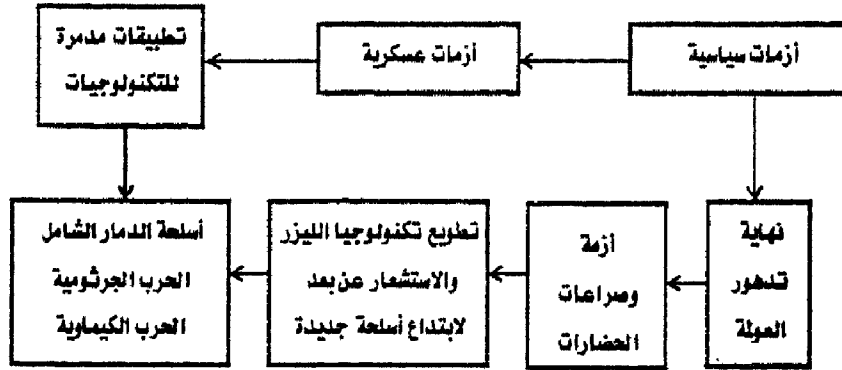 أزمات سياسية
أزمات عسكرية
تطبيقات مدمرة
للتكنولوجيات
نهاية
تدهور
العولة
أزمة
وصراعات
الحضارات
تطويع تكنولوجيا الليزر
والاستشعار عن بعد
لابتداع أسلحة جديدة
أسلحة الدمار الشامل
الحرب الجرثومية
الحرب الكيماوية